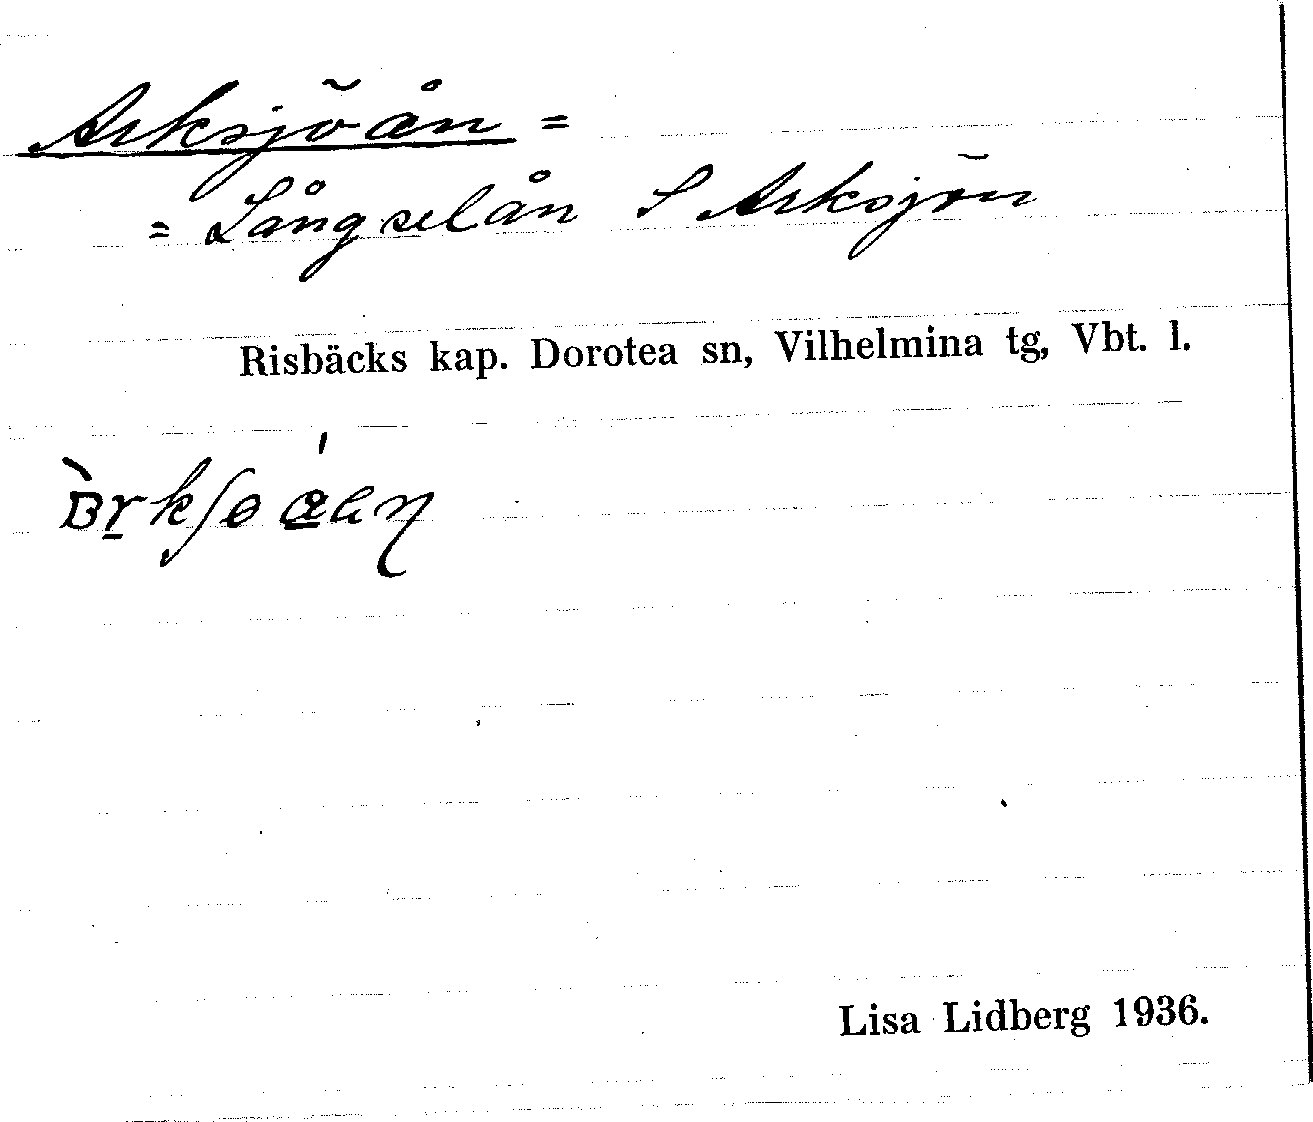 Arksjöån =
= Långselån S Arksjön
Risbäcks kap. Dorotea sn, Vilhelmina tg, Vbt. l.
Lisa Lidberg 1936.